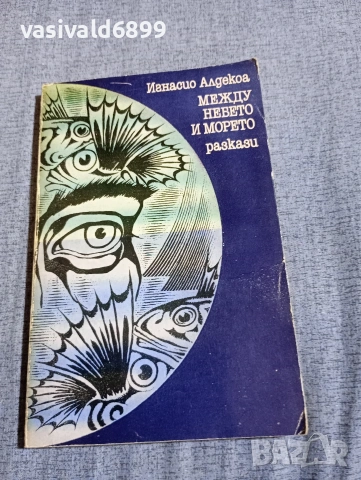 vasivald6899
Игнасио Алдекоа
МЕЖДУ
НЕБЕТО
И МОРЕТО
разкази
BAZAR